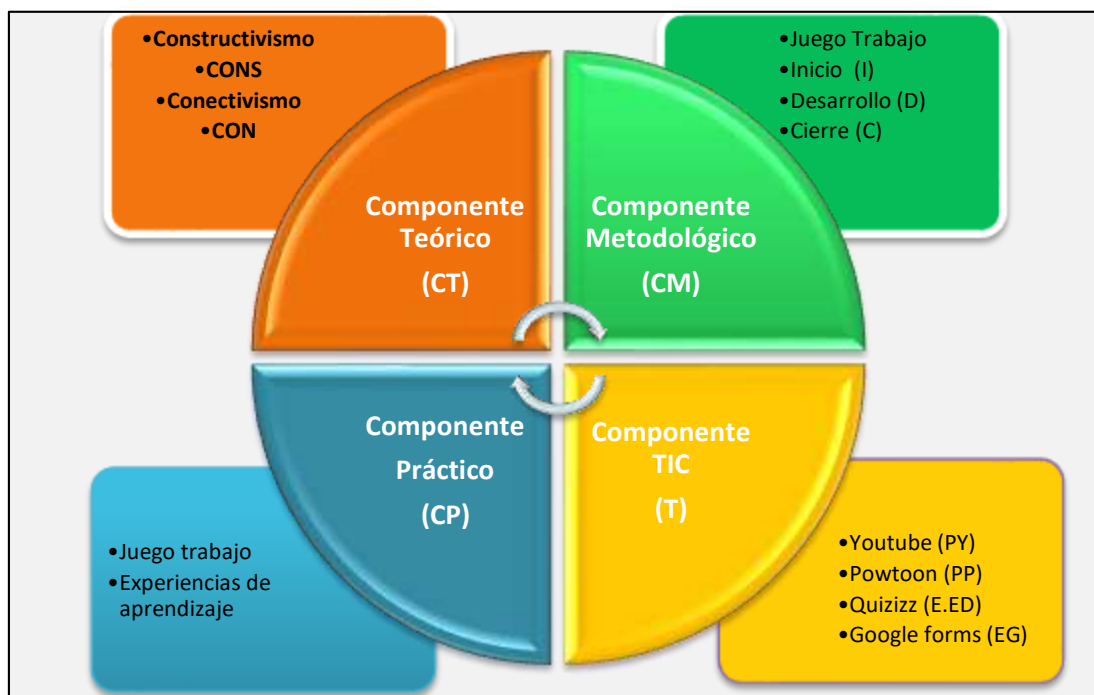 •Constructivismo
•CONS
•Conectivismo
•CON
•Juego Trabajo
•Inicio (I)
•Desarrollo (D)
•Cierre (C)
Componente
Teórico
(CT)
Componente
Metodológico
(CM)
Componente
Práctico
(CP)
Componente
TIC
(T)
•Juego trabajo
•Experiencias de
aprendizaje
•Youtube (PY)
•Powtoon (PP)
•Quizizz (E.ED)
•Google forms (EG)